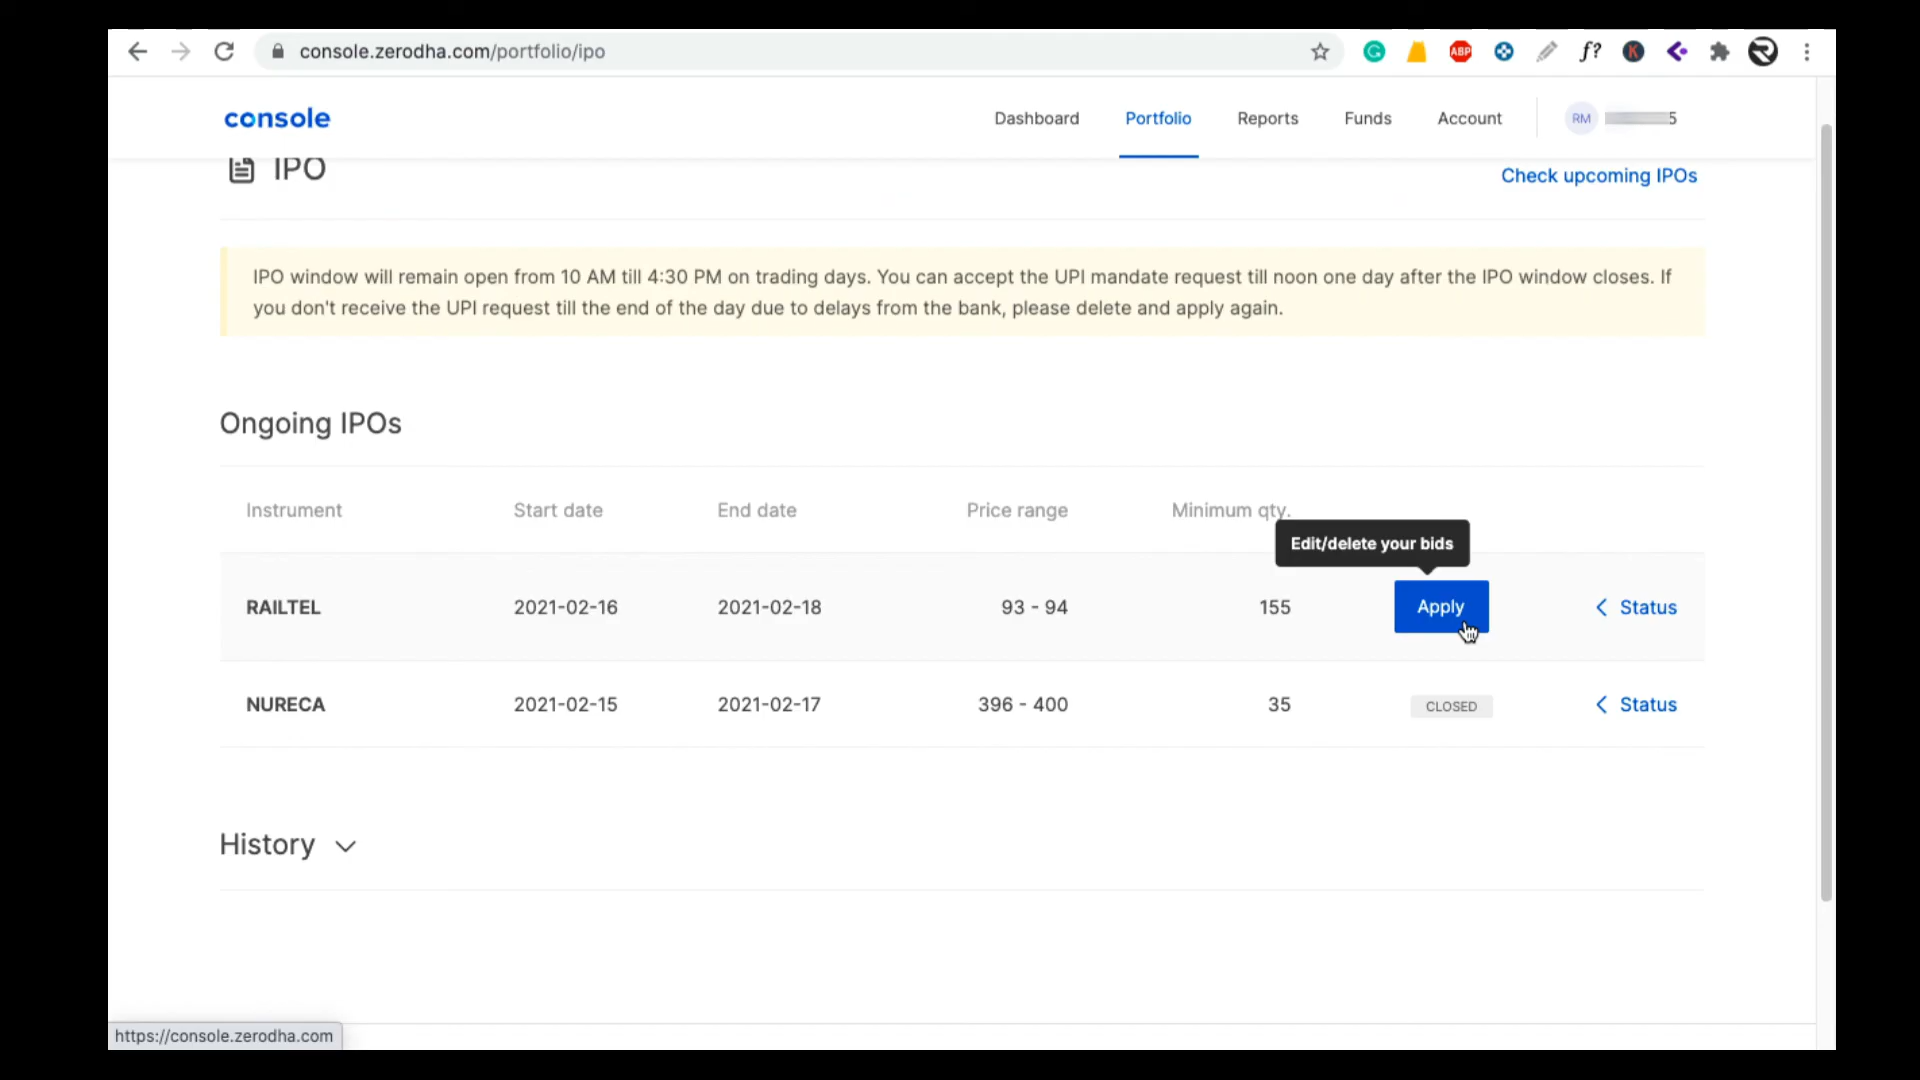 console.zerodha.com/portfolio/ipo
ABP
f?
K
console
Dashboard
Portfolio
Reports
Funds
Account
RM
5
IPO
Check upcoming IPOs
IPO window will remain open from 10 AM till 4:30 PM on trading days. You can accept the UPI mandate request till noon one day after the IPO window closes. If
you don't receive the UPI request till the end of the day due to delays from the bank, please delete and apply again.
Ongoing IPOs
Instrument Start date End date Price range Minimum qty.
Edit/delete your bids
RAILTEL 2021-02-16 2021-02-18 93 - 94 155 Apply Status
NURECA 2021-02-15 2021-02-17 396 - 400 35 CLOSED Status
History
https://console.zerodha.com